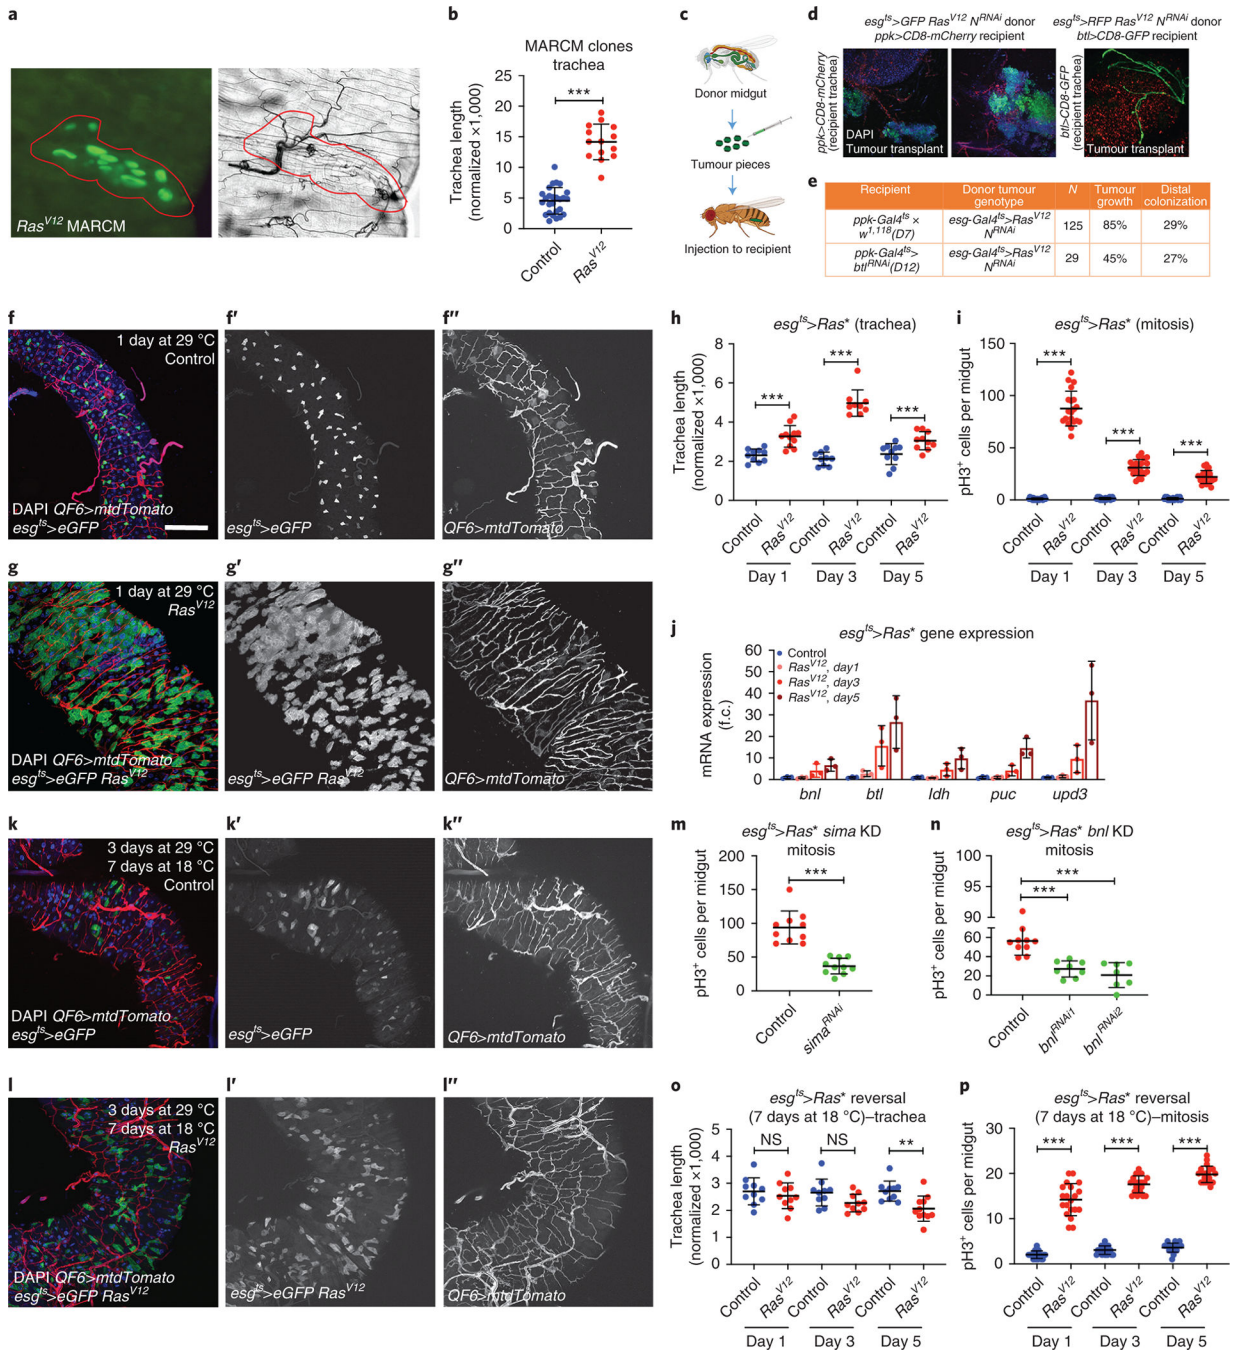 a
Ras^V12 MARCM
b
MARCM clones
trachea
Trachea length
(normalized ×1,000)
25
20
15
10
5
0
***
Control
Ras^V12
c
Donor midgut
Tumour pieces
Injection to recipient
d
esg^ts>GFP Ras^V12 N^RNAi donor
ppk>CD8-mCherry recipient
esg^ts>RFP Ras^V12 N^RNAi donor
btl>CD8-GFP recipient
ppk>CD8-mCherry
(recipient trachea)
DAPI
Tumour transplant
btl>CD8-GFP
(recipient trachea)
Tumour transplant
e
Recipient Donor tumour genotype N Tumour growth Distal colonization
ppk-Gal4^ts × w^1,118(D7) esg-Gal4^ts>Ras^V12 N^RNAi 125 85% 29%
ppk-Gal4^ts> btl^RNAi(D12) esg-Gal4^ts>Ras^V12 N^RNAi 29 45% 27%
f
1 day at 29 °C
Control
DAPI QF6>mtdTomato
esg^ts>eGFP
f′
esg^ts>eGFP
f″
QF6>mtdTomato
g
1 day at 29 °C
Ras^V12
DAPI QF6>mtdTomato
esg^ts>eGFP Ras^V12
g′
esg^ts>eGFP Ras^V12
g″
QF6>mtdTomato
h
esg^ts>Ras* (trachea)
Trachea length
(normalized ×1,000)
8
6
4
2
0
*** *** ***
Control Ras^V12 Control Ras^V12 Control Ras^V12
Day 1 Day 3 Day 5
i
esg^ts>Ras* (mitosis)
pH3⁺ cells per midgut
150
100
50
0
*** *** ***
Control Ras^V12 Control Ras^V12 Control Ras^V12
Day 1 Day 3 Day 5
j
esg^ts>Ras* gene expression
mRNA expression
(f.c.)
60
50
40
30
20
10
0
Control
Ras^V12, day1
Ras^V12, day3
Ras^V12, day5
bnl btl ldh puc upd3
k
3 days at 29 °C
7 days at 18 °C
Control
DAPI QF6>mtdTomato
esg^ts>eGFP
k′
esg^ts>eGFP
k″
QF6>mtdTomato
l
3 days at 29 °C
7 days at 18 °C
Ras^V12
DAPI QF6>mtdTomato
esg^ts>eGFP Ras^V12
l′
esg^ts>eGFP Ras^V12
l″
QF6>mtdTomato
m
esg^ts>Ras* sima KD
mitosis
pH3⁺ cells per midgut
200
150
100
50
0
***
Control
sima^RNAi
n
esg^ts>Ras* bnl KD
mitosis
pH3⁺ cells per midgut
100
95
90
60
40
20
0
***
***
Control
bnl^RNAi1
bnl^RNAi2
o
esg^ts>Ras* reversal
(7 days at 18 °C)–trachea
Trachea length
(normalized ×1,000)
5
4
3
2
1
0
NS NS **
Control Ras^V12 Control Ras^V12 Control Ras^V12
Day 1 Day 3 Day 5
p
esg^ts>Ras* reversal
(7 days at 18 °C)–mitosis
pH3⁺ cells per midgut
30
20
10
0
*** *** ***
Control Ras^V12 Control Ras^V12 Control Ras^V12
Day 1 Day 3 Day 5